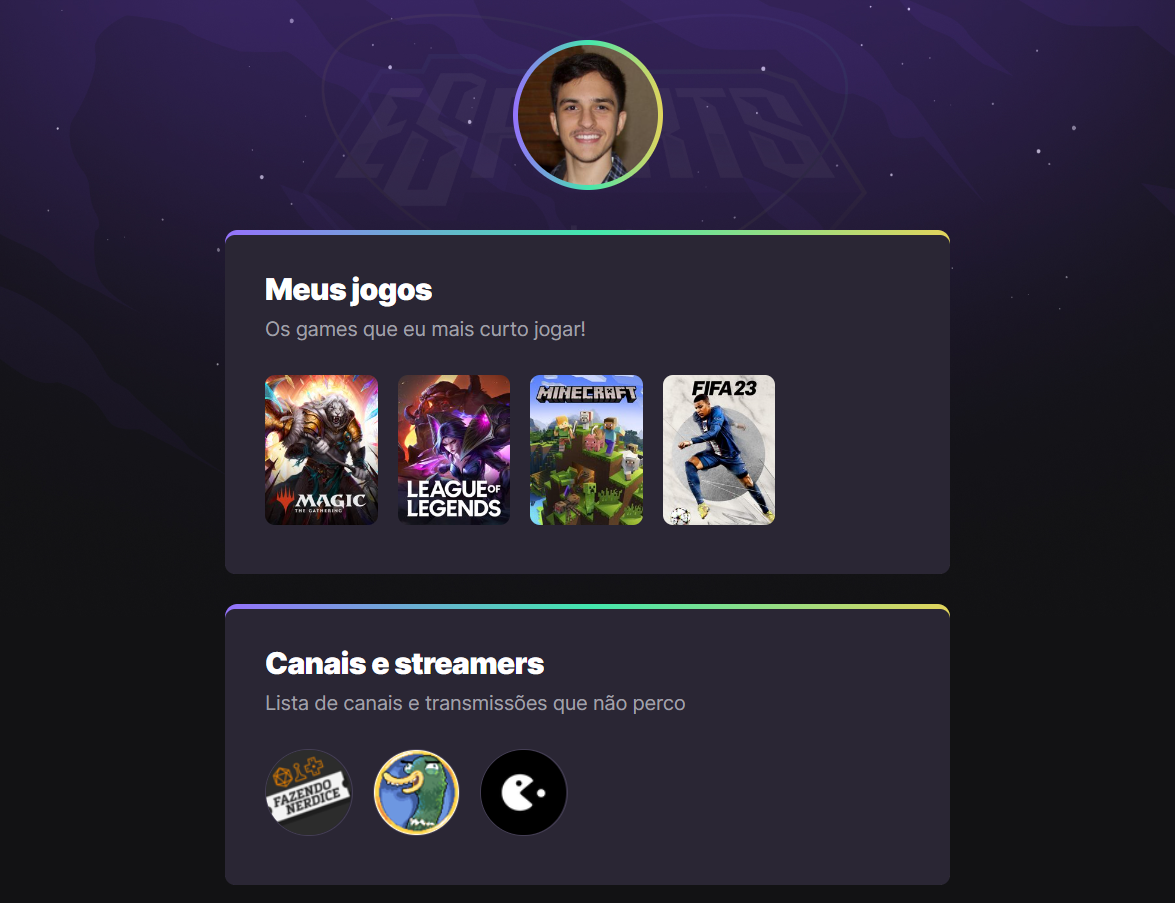 ESPORTS
Meus jogos
Os games que eu mais curto jogar!
MAGIC
THE GATHERING
LEAGUE OF
LEGENDS
MINECRAFT
FIFA 23
Canais e streamers
Lista de canais e transmissões que não perco
FAZENDO
NERDICE